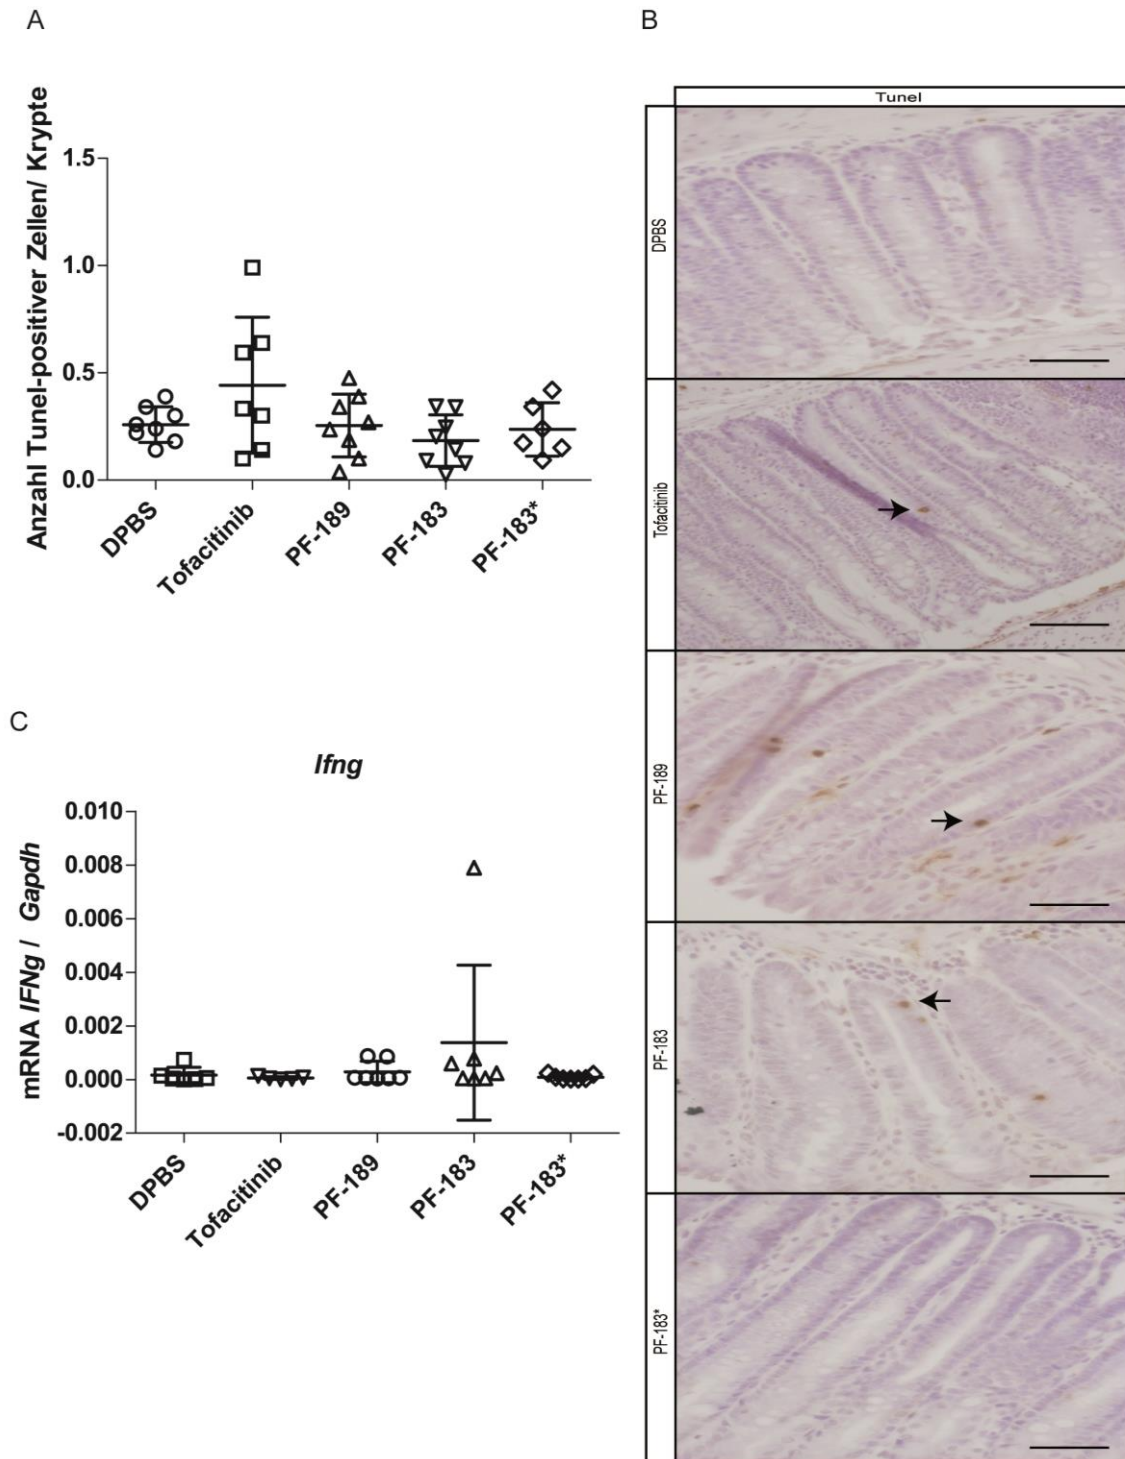 A
B
Anzahl Tunel-positiver Zellen/ Krypte
1.5
1.0
0.5
0.0
DPBS
Tofacitinib
PF-189
PF-183
PF-183*
Tunel
DPBS
Tofacitinib
PF-189
PF-183
PF-183*
C
Ifng
mRNA IFNg / Gapdh
0.010
0.008
0.006
0.004
0.002
0.000
-0.002
DPBS
Tofacitinib
PF-189
PF-183
PF-183*